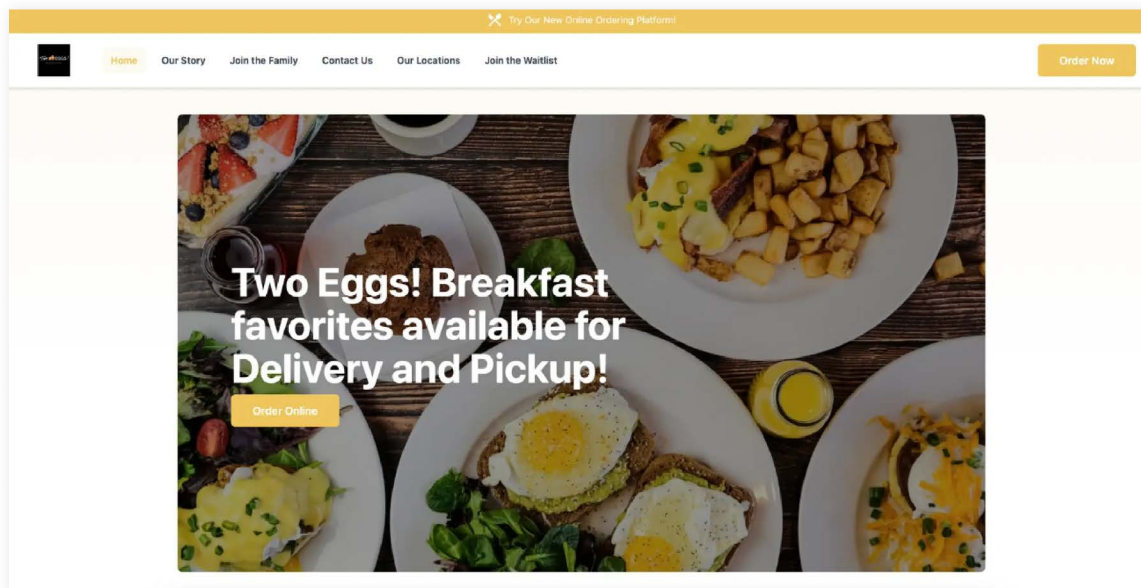 Try Our New Online Ordering Platform!
Home Our Story Join the Family Contact Us Our Locations Join the Waitlist Order Now
Two Eggs! Breakfast
favorites available for
Delivery and Pickup!
Order Online